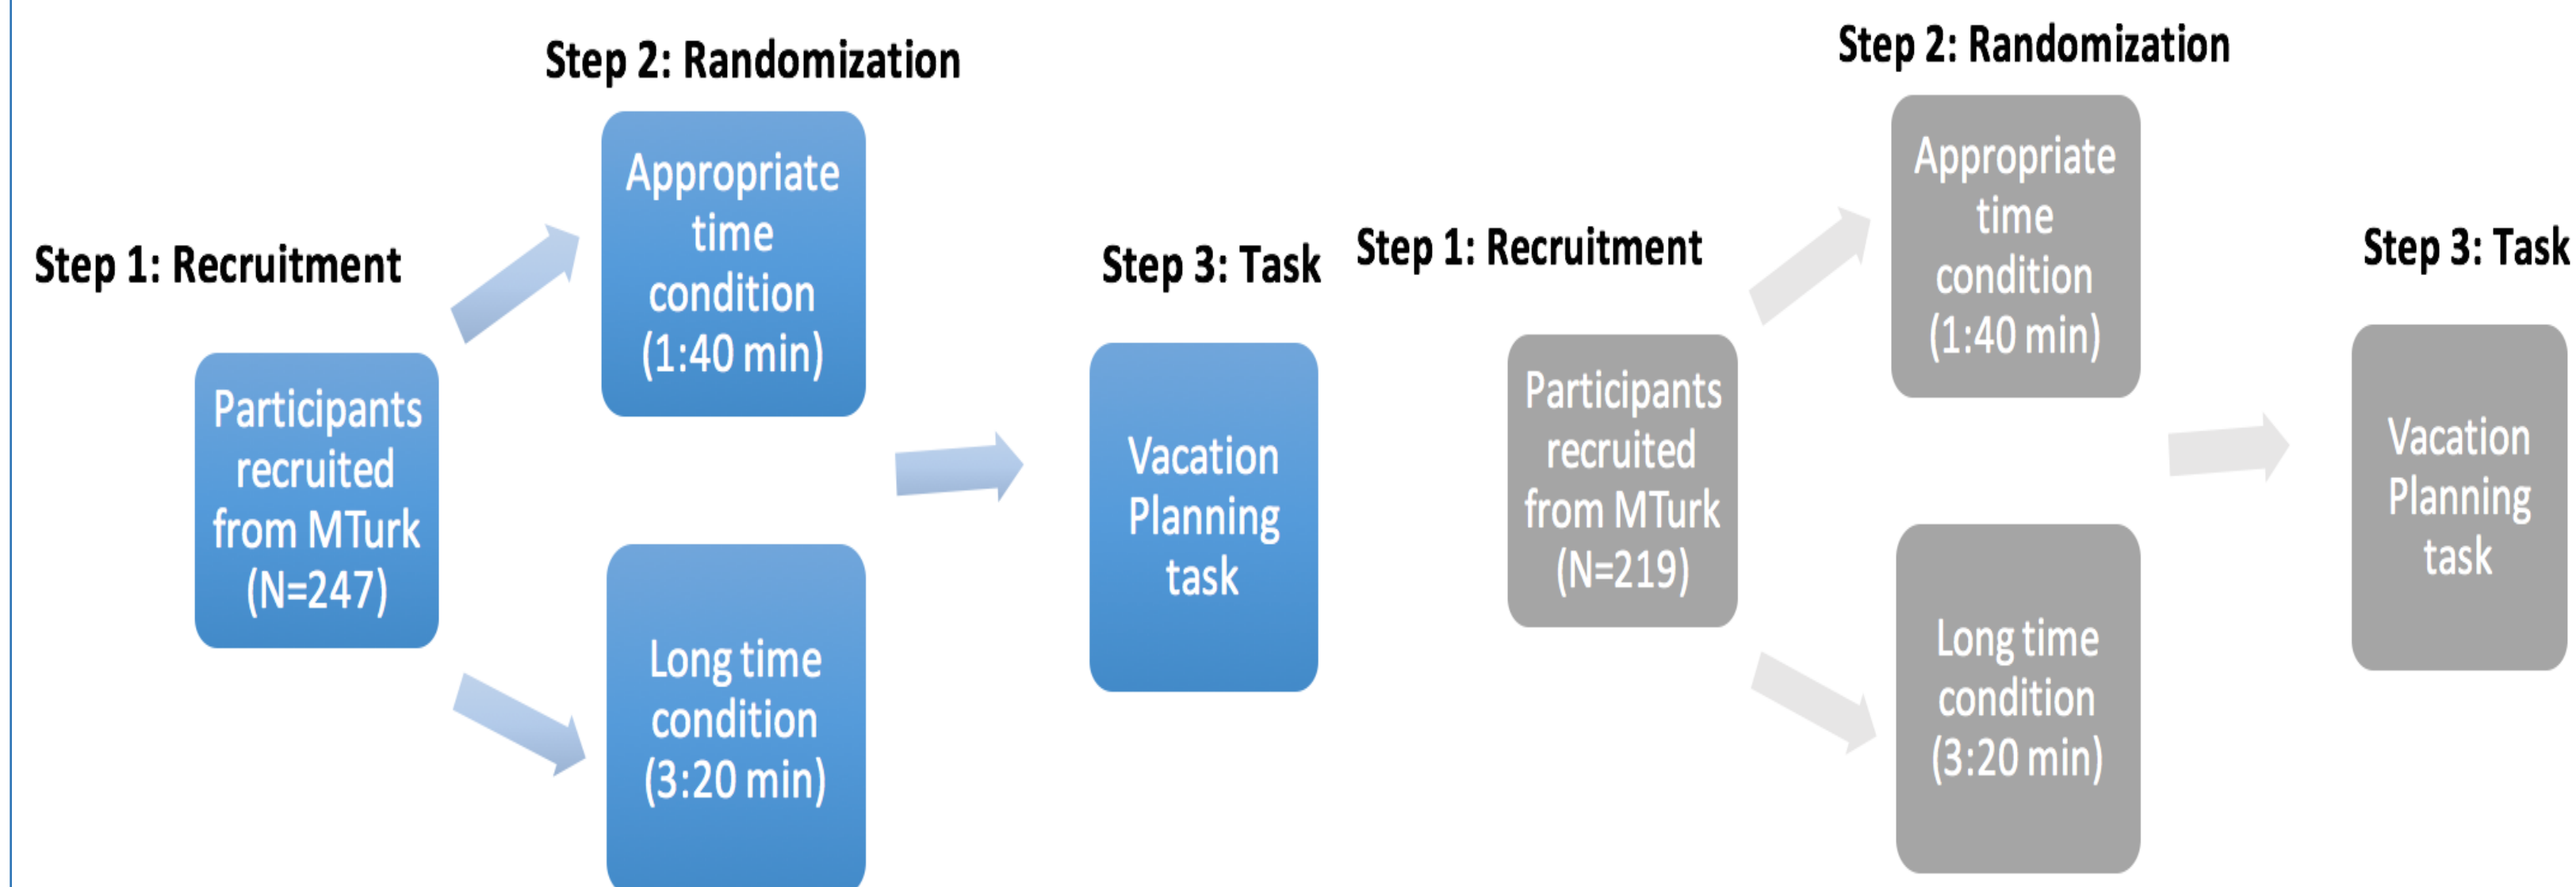 Step 2: Randomization
Appropriate
time
condition
(1:40 min)
Step 1: Recruitment
Participants
recruited
from MTurk
(N=247)
Long time
condition
(3:20 min)
Step 3: Task
Vacation
Planning
task
Step 2: Randomization
Appropriate
time
condition
(1:40 min)
Step 1: Recruitment
Participants
recruited
from MTurk
(N=219)
Long time
condition
(3:20 min)
Step 3: Task
Vacation
Planning
task